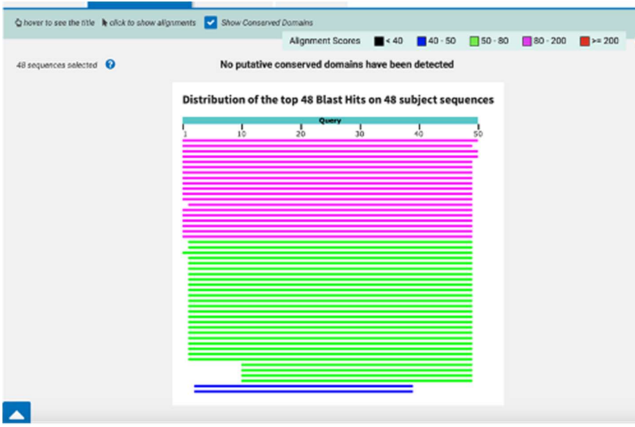 hover to see the title click to show alignments Show Conserved Domains
Alignment Scores < 40 40 - 50 50 - 80 80 - 200 >= 200
48 sequences selected ?
No putative conserved domains have been detected
Distribution of the top 48 Blast Hits on 48 subject sequences
Query
1 10 20 30 40 50